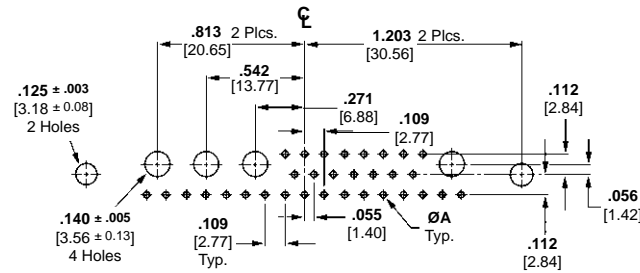 ℄
.813 2 Plcs.
[20.65]
1.203 2 Plcs.
[30.56]
.542
[13.77]
.125 ± .003
[3.18 ± 0.08]
2 Holes
.271
[6.88]
.109
[2.77]
.112
[2.84]
.140 ± .005
[3.56 ± 0.13]
4 Holes
.109
[2.77]
Typ.
.055
[1.40]
ØA
Typ.
.112
[2.84]
.056
[1.42]